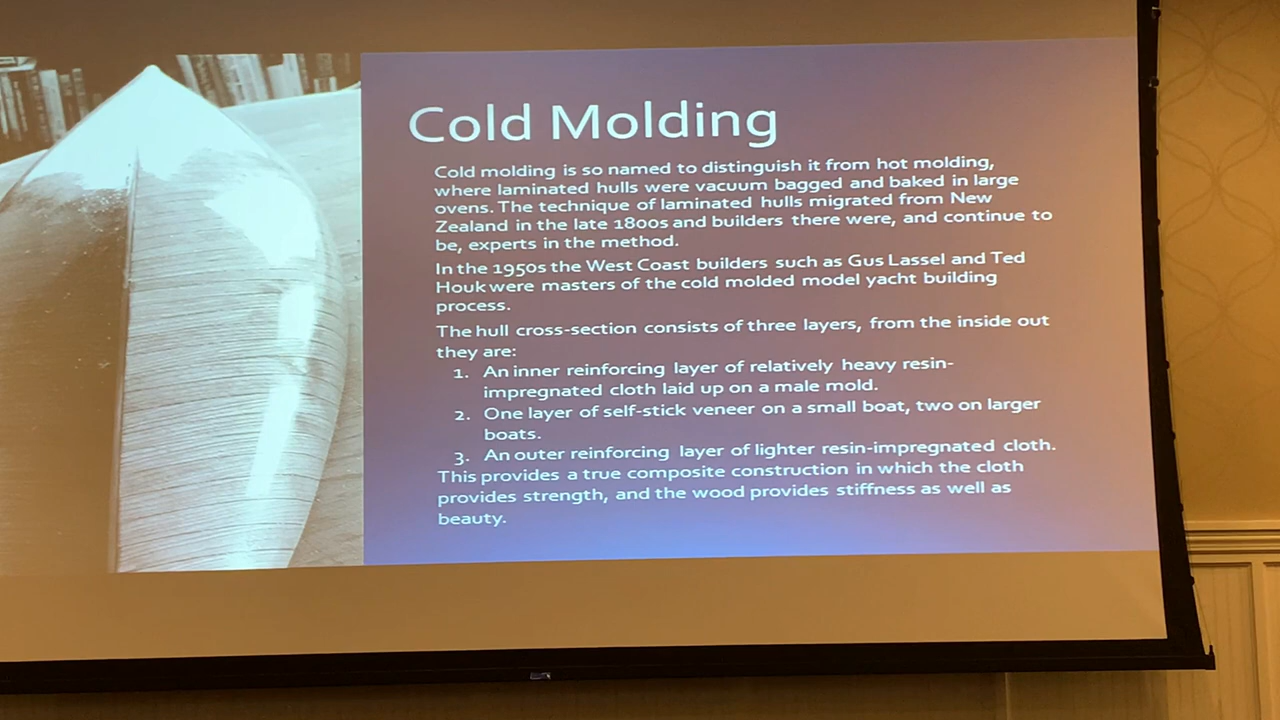 Cold Molding
Cold molding is so named to distinguish it from hot molding,
where laminated hulls were vacuum bagged and baked in large
ovens. The technique of laminated hulls migrated from New
Zealand in the late 1800s and builders there were, and continue to
be, experts in the method.
In the 1950s the West Coast builders such as Gus Lassel and Ted
Houk were masters of the cold molded model yacht building
process.
The hull cross-section consists of three layers, from the inside out
they are:
1. An inner reinforcing layer of relatively heavy resin-
impregnated cloth laid up on a male mold.
2. One layer of self-stick veneer on a small boat, two on larger
boats.
3. An outer reinforcing layer of lighter resin-impregnated cloth.
This provides a true composite construction in which the cloth
provides strength, and the wood provides stiffness as well as
beauty.